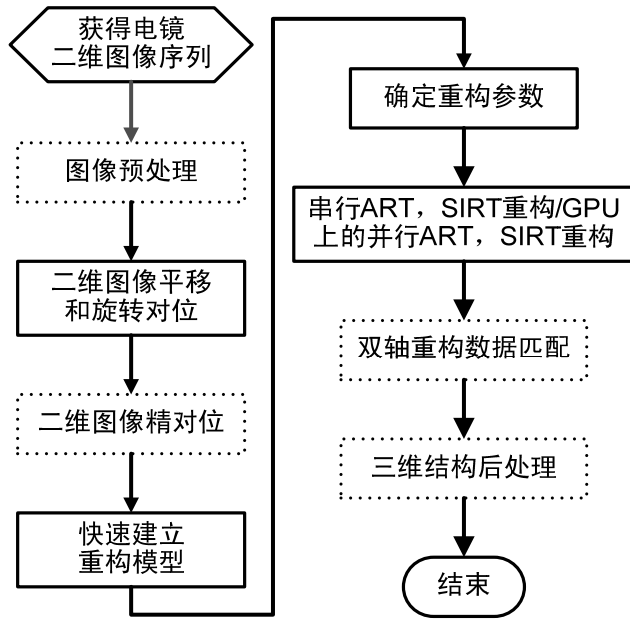 获得电镜
二维图像序列
图像预处理
二维图像平移
和旋转对位
二维图像精对位
快速建立
重构模型
确定重构参数
串行ART，SIRT重构/GPU
上的并行ART，SIRT重构
双轴重构数据匹配
三维结构后处理
结束